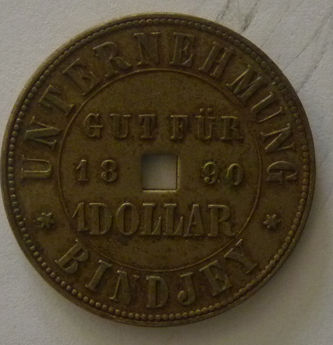 UNTERNEHMUNG
GUT FÜR
18 90
1 DOLLAR
* BINDJEY *